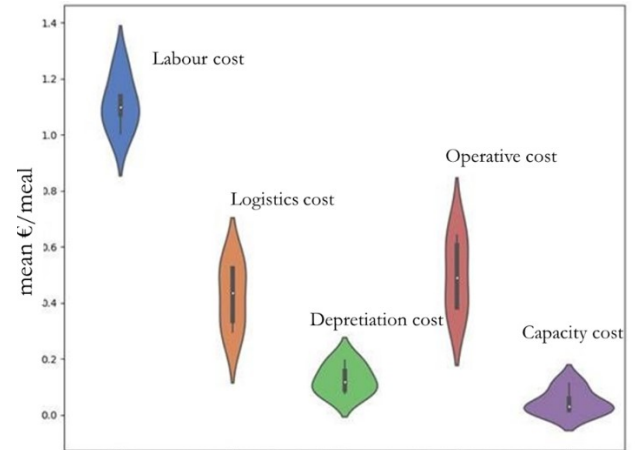 1.4
Labour cost
1.2
1.0
Operative cost
0.8
Logistics cost
0.6
mean €/meal
0.4
Depretiation cost
Capacity cost
0.2
0.0